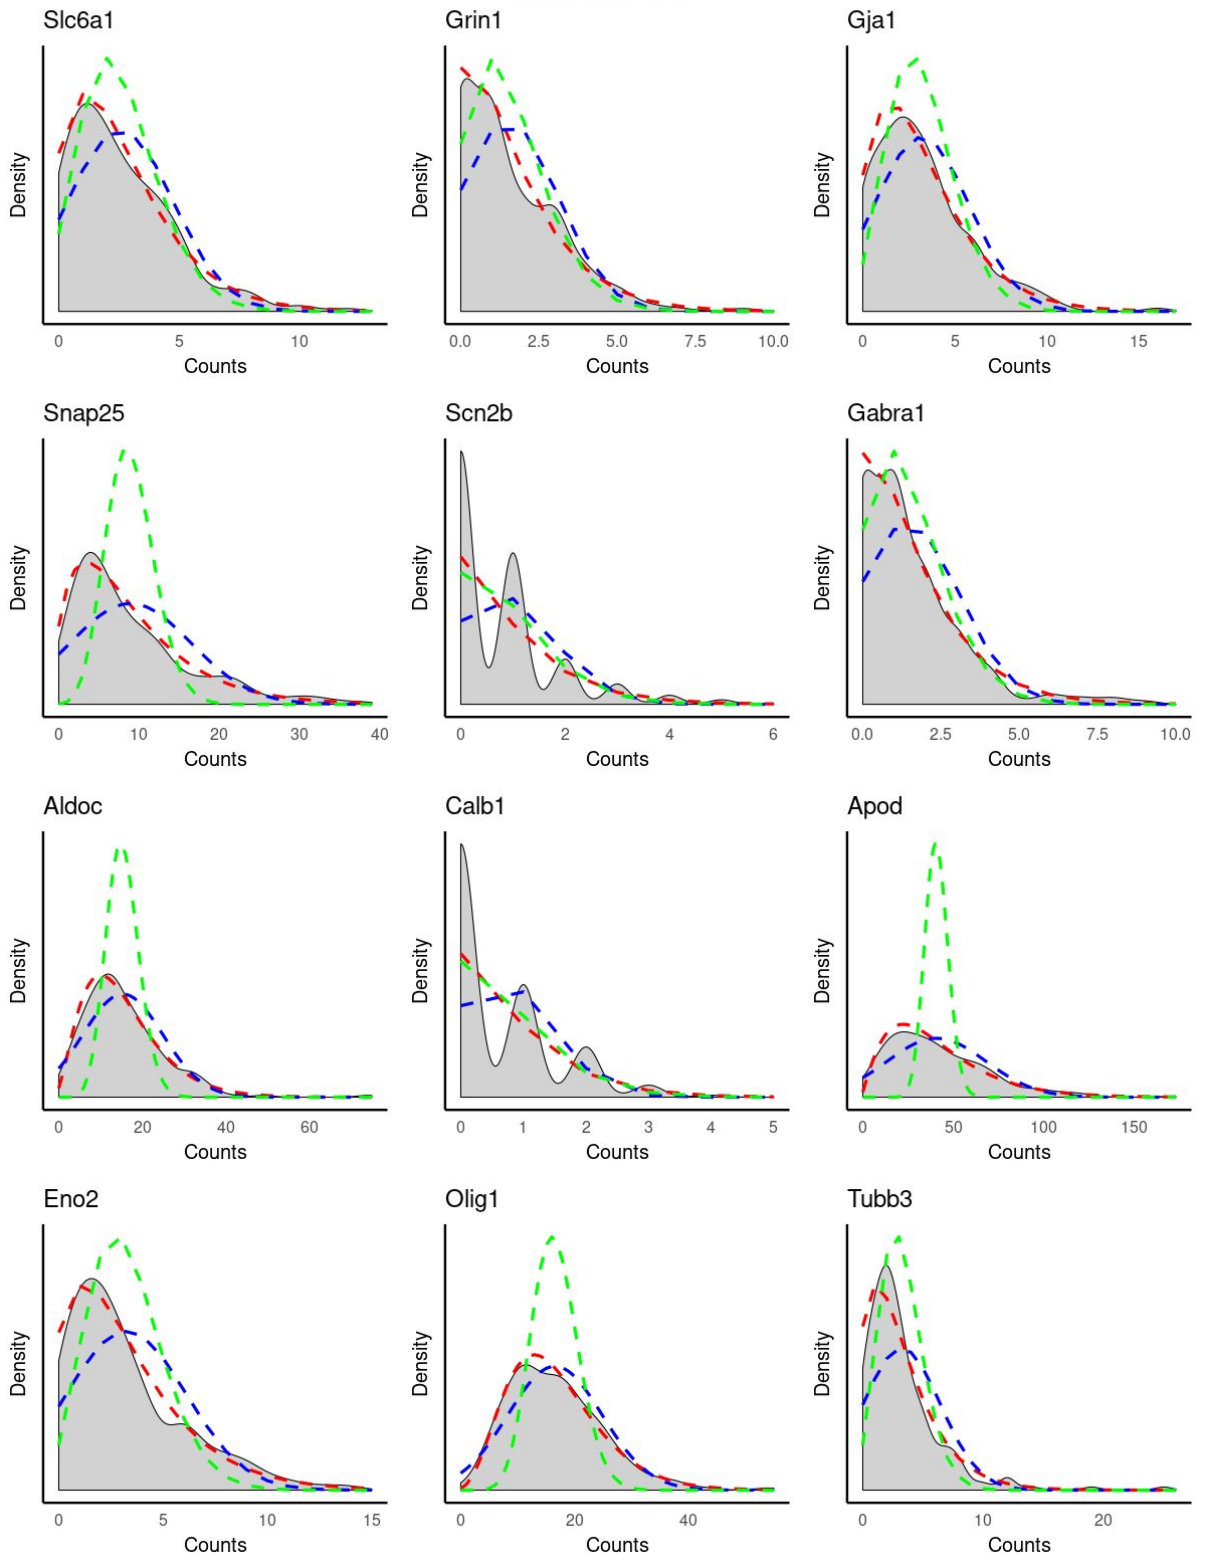 Slc6a1 Grin1 Gja1
Density Density Density
0 5 10 0.0 2.5 5.0 7.5 10.0 0 5 10 15
Counts Counts Counts
Snap25 Scn2b Gabra1
Density Density Density
0 10 20 30 40 0 2 4 6 0.0 2.5 5.0 7.5 10.0
Counts Counts Counts
Aldoc Calb1 Apod
Density Density Density
0 20 40 60 0 1 2 3 4 5 0 50 100 150
Counts Counts Counts
Eno2 Olig1 Tubb3
Density Density Density
0 5 10 15 0 20 40 0 10 20
Counts Counts Counts